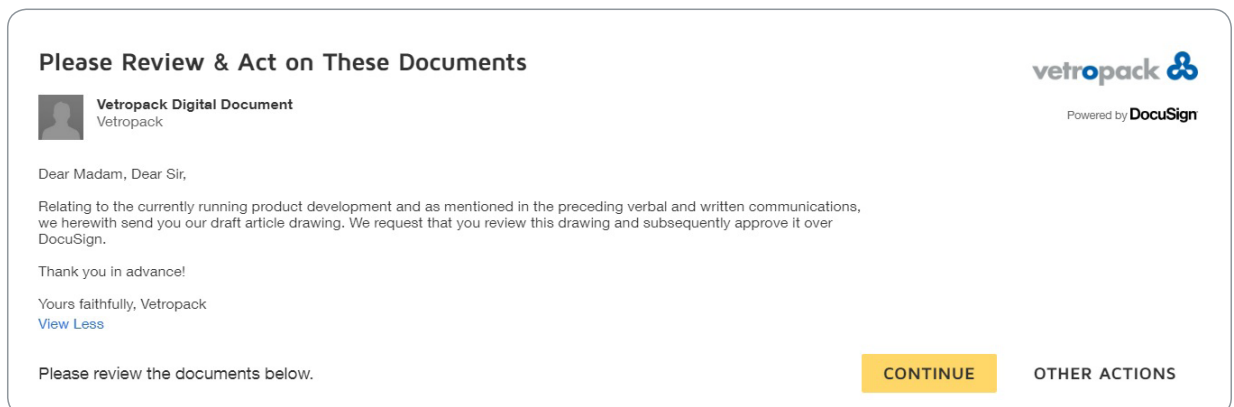 Please Review & Act on These Documents
vetropack
Vetropack Digital Document
Vetropack
Powered by DocuSign
Dear Madam, Dear Sir,
Relating to the currently running product development and as mentioned in the preceding verbal and written communications,
we herewith send you our draft article drawing. We request that you review this drawing and subsequently approve it over
DocuSign.
Thank you in advance!
Yours faithfully, Vetropack
View Less
Please review the documents below.
CONTINUE
OTHER ACTIONS